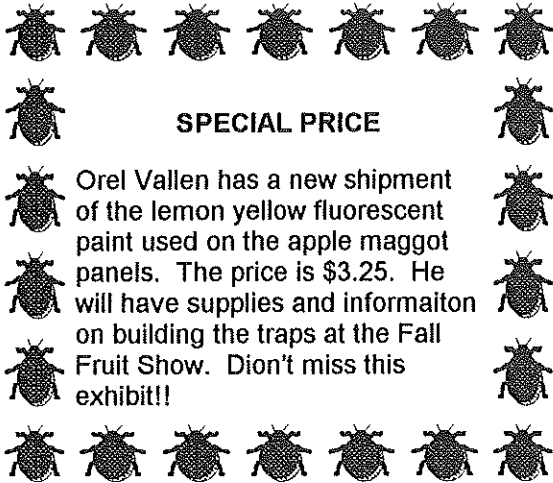 SPECIAL PRICE
Orel Vallen has a new shipment
of the lemon yellow fluorescent
paint used on the apple maggot
panels.  The price is $3.25.  He
will have supplies and informaiton
on building the traps at the Fall
Fruit Show.  Dion't miss this
exhibit!!